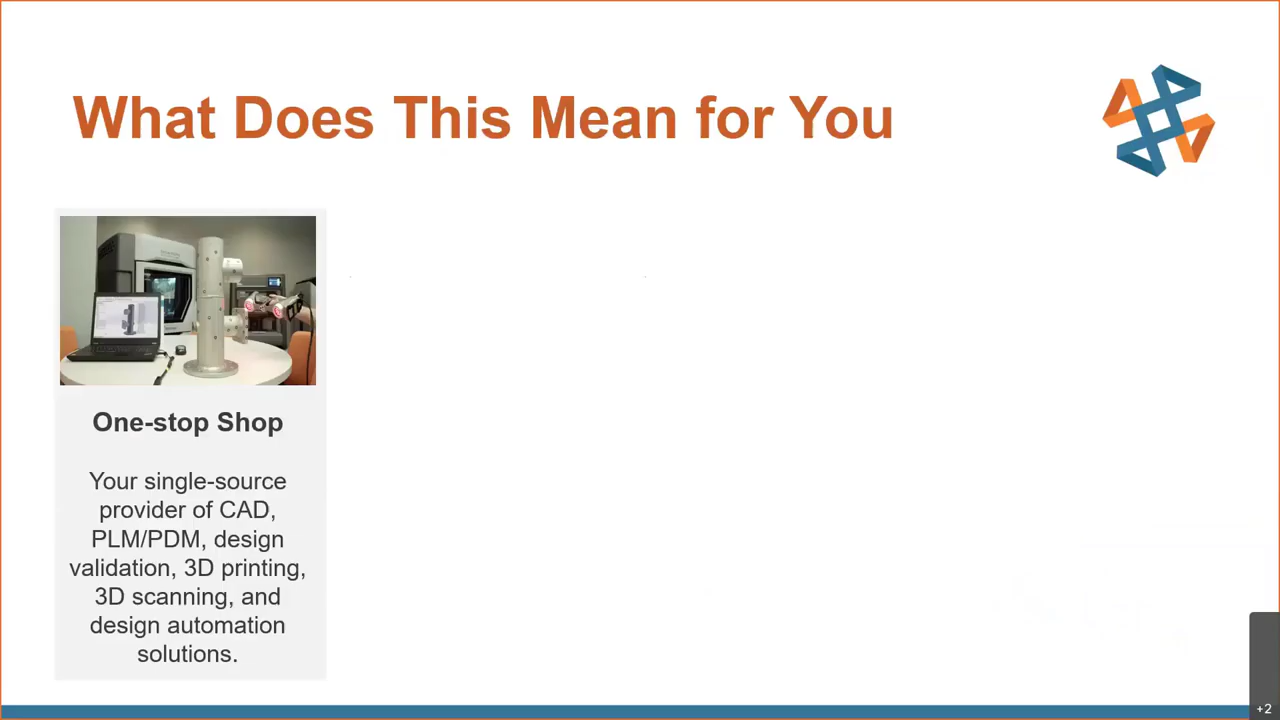 What Does This Mean for You
One-stop Shop
Your single-source
provider of CAD,
PLM/PDM, design
validation, 3D printing,
3D scanning, and
design automation
solutions.
+2